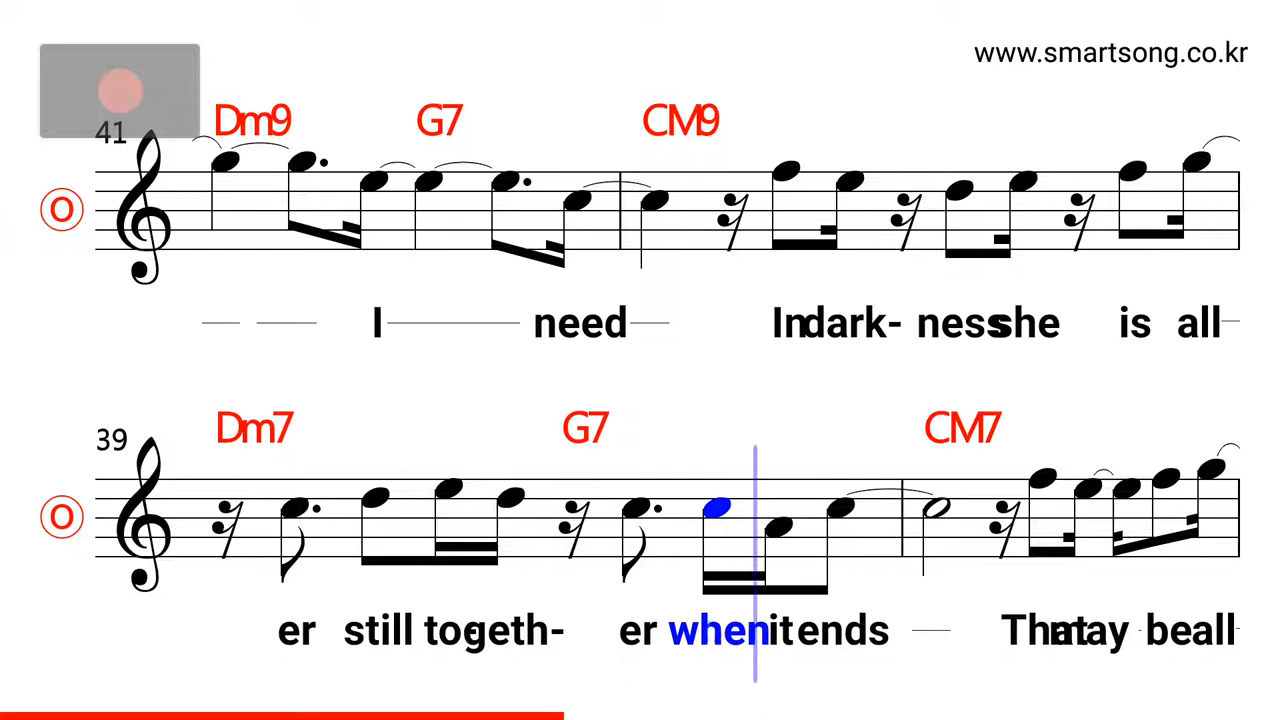 www.smartsong.co.kr
41 Dm9 G7 CM9
O
I need In dark- ness she is all
39 Dm7 G7 CM7
O
er still togeth- er when it ends That may be all